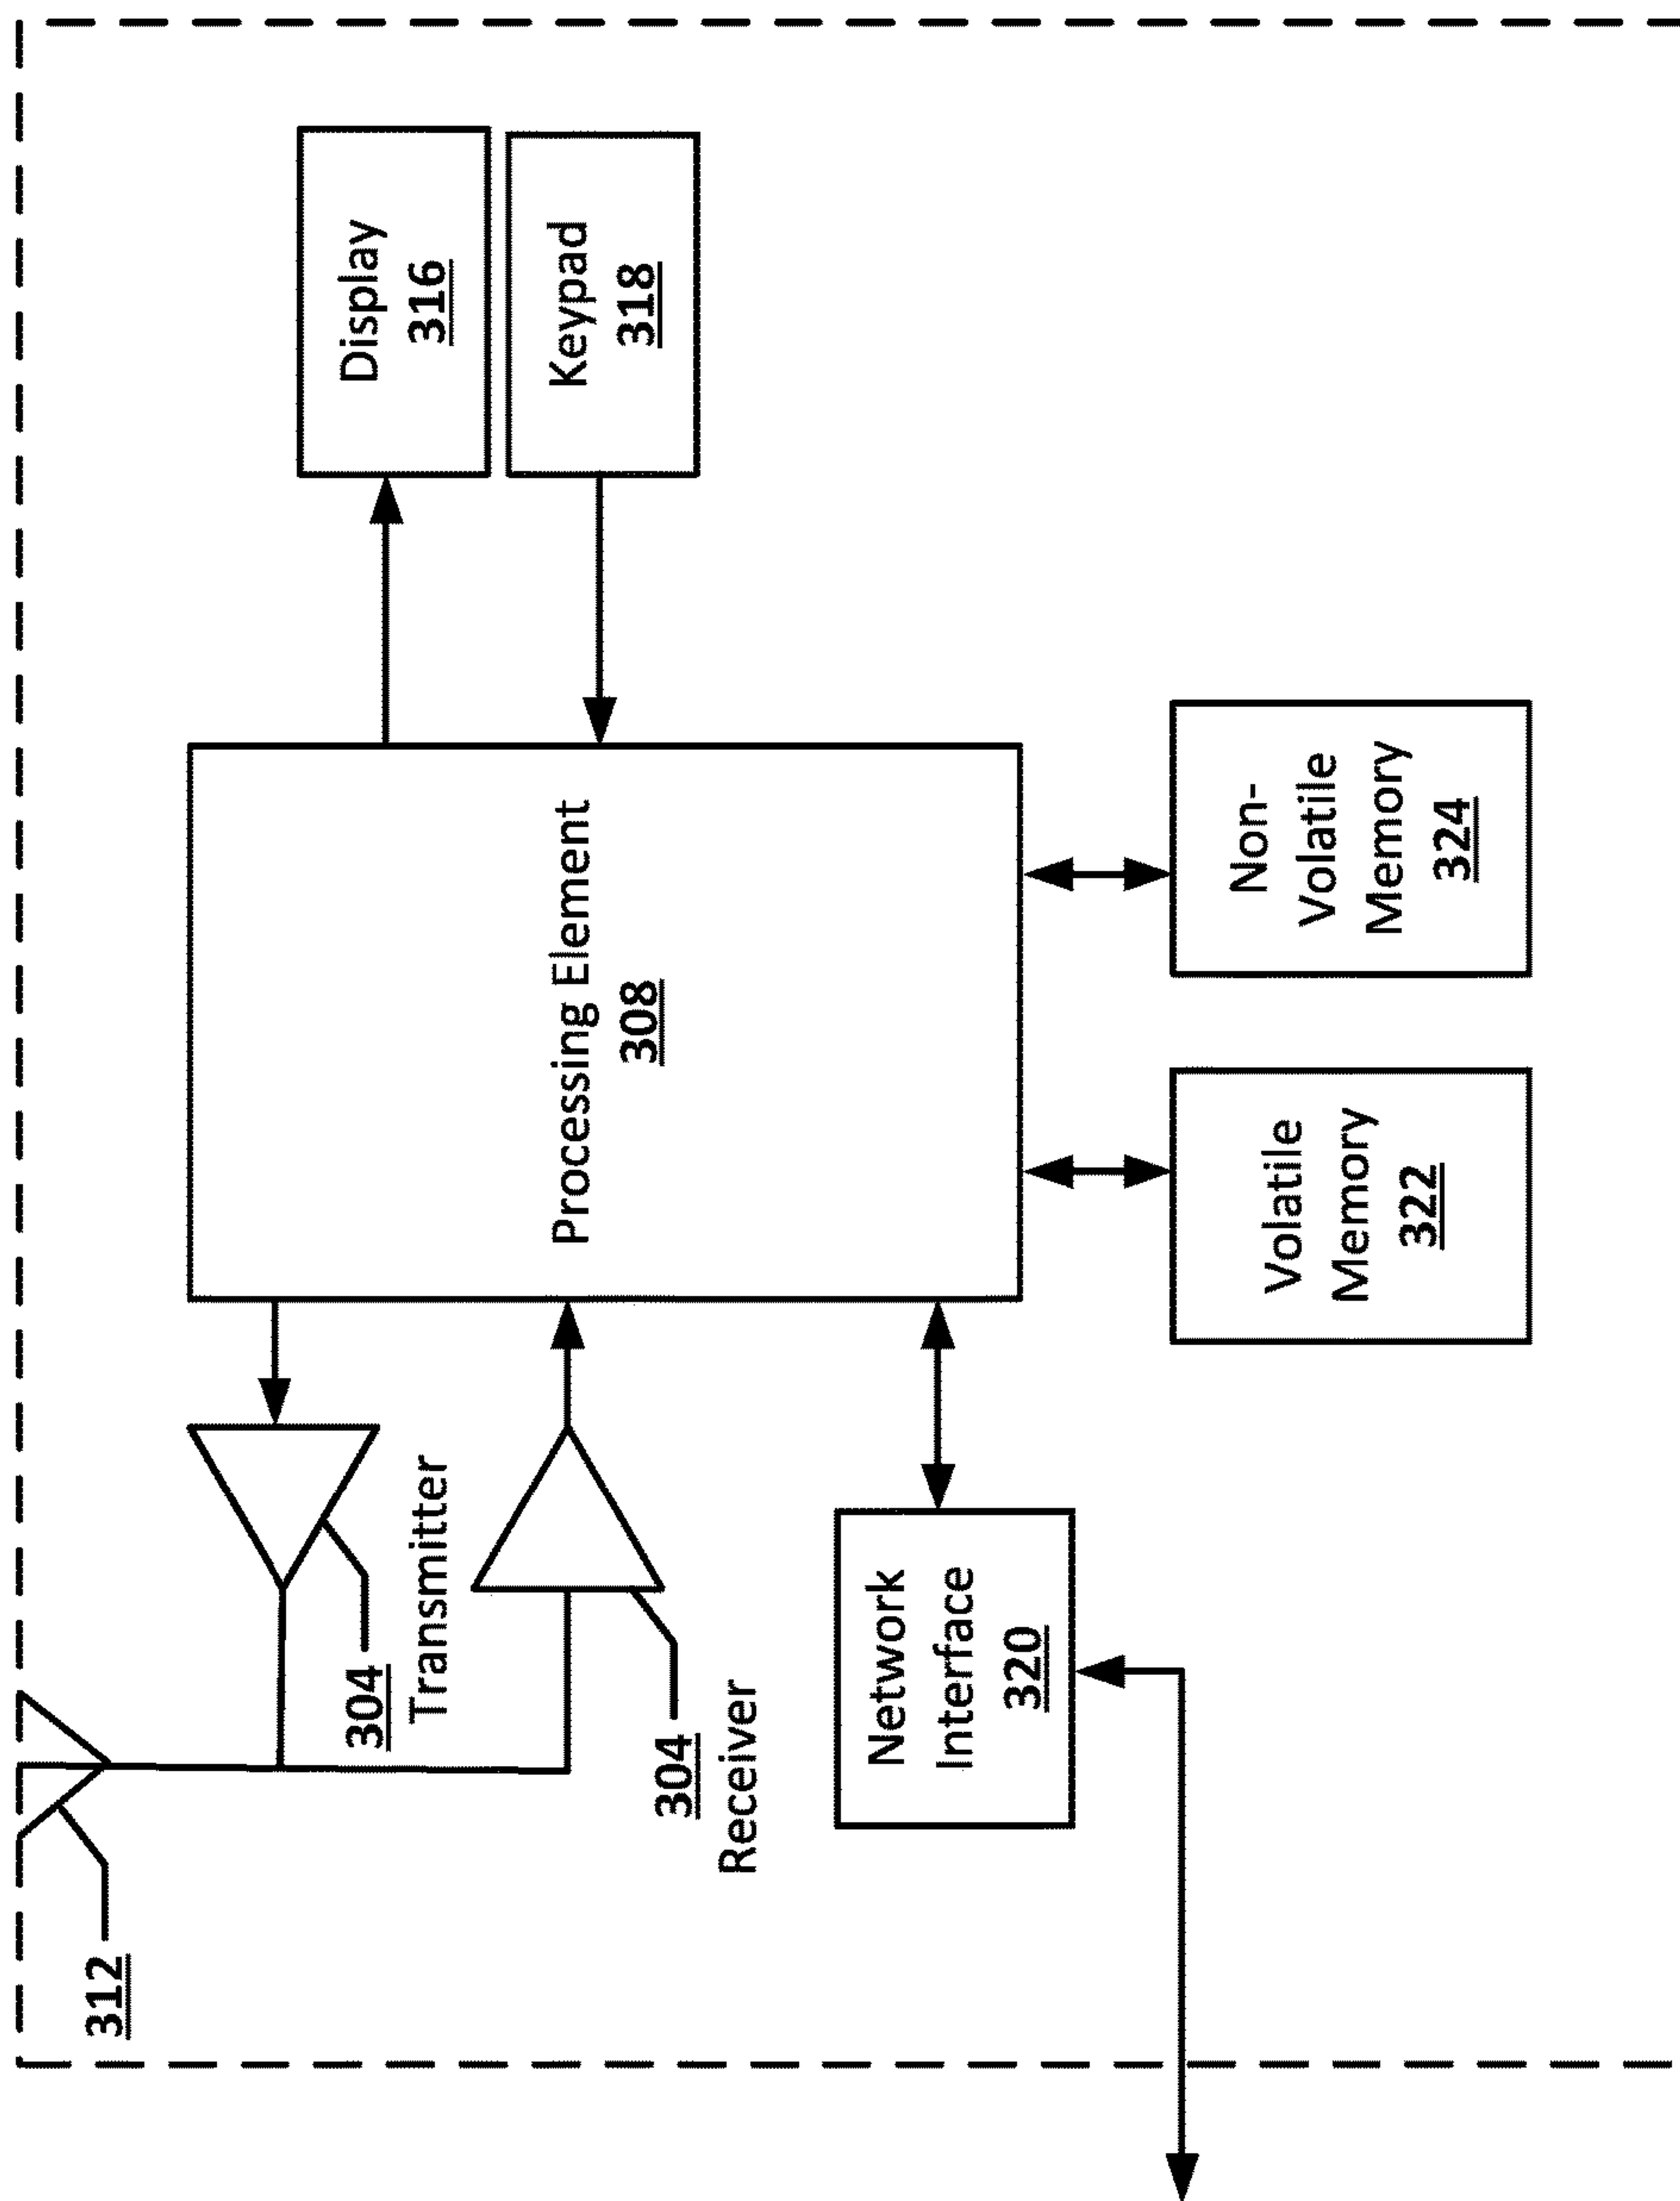 312
304
Transmitter
304
Receiver
Network
Interface
320
Processing Element
308
Volatile
Memory
322
Non-
Volatile
Memory
324
Display
316
Keypad
318